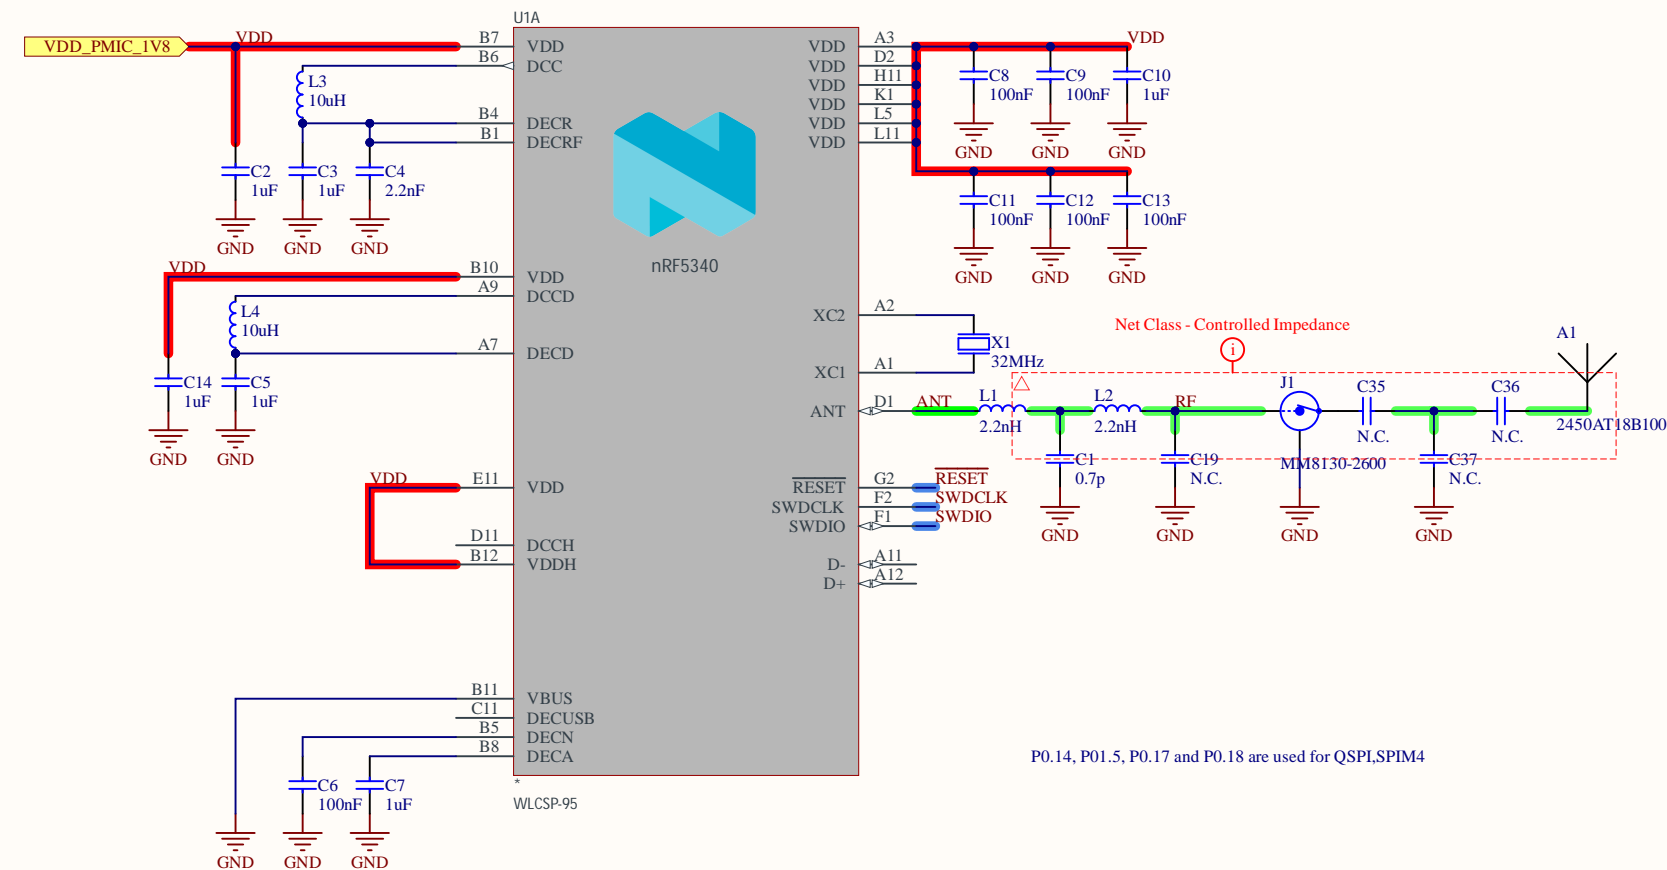 U1A
VDD_PMIC_1V8
VDD
B7
VDD
VDD
A3
VDD
B6
DCC
VDD
D2
L3
10uH
VDD
H11
C8
100nF
C9
100nF
C10
1uF
VDD
K1
B4
DECR
VDD
L5
B1
DECRF
VDD
L11
GND
GND
GND
C2
1uF
C3
1uF
C4
2.2nF
C11
100nF
C12
100nF
C13
100nF
GND
GND
GND
GND
GND
GND
nRF5340
VDD
B10
VDD
A9
DCCD
L4
10uH
XC2
A2
X1
32MHz
Net Class - Controlled Impedance
i
A1
A7
DECD
XC1
A1
C14
1uF
C5
1uF
ANT
D1
ANT
L1
2.2nH
L2
2.2nH
RF
J1
C35
N.C.
C36
N.C.
2450AT18B100
GND
GND
C1
0.7p
C19
N.C.
MM8130-2600
C37
N.C.
VDD
E11
VDD
RESET
G2
RESET
SWDCLK
F2
SWDCLK
SWDIO
F1
SWDIO
GND
GND
GND
GND
D11
DCCH
B12
VDDH
D-
A11
D+
A12
B11
VBUS
C11
DECUSB
B5
DECN
B8
DECA
P0.14, P01.5, P0.17 and P0.18 are used for QSPI,SPIM4
C6
100nF
C7
1uF
*
WLCSP-95
GND
GND
GND